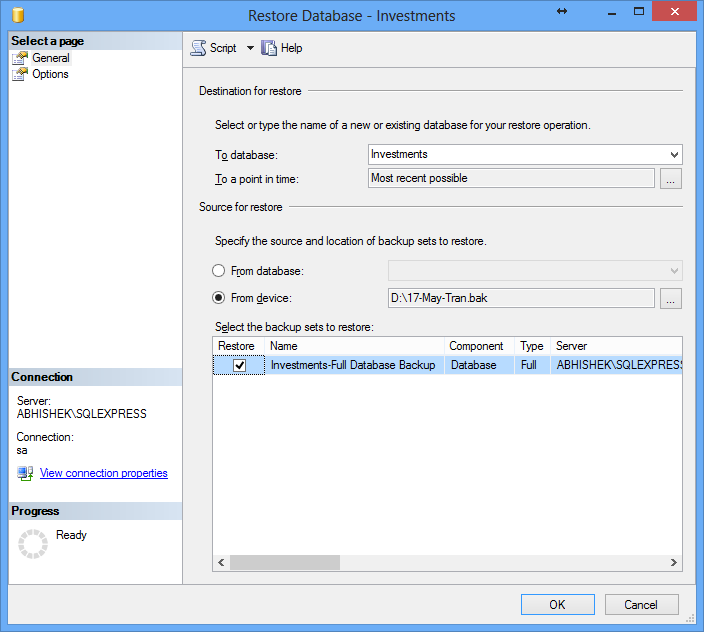 Restore Database - Investments
Select a page
General
Options
Script
Help
Destination for restore
Select or type the name of a new or existing database for your restore operation.
To database:
Investments
To a point in time:
Most recent possible
...
Source for restore
Specify the source and location of backup sets to restore.
From database:
From device:
D:\17-May-Tran.bak
...
Select the backup sets to restore:
Restore Name Component Type Server
Investments-Full Database Backup Database Full ABHISHEK\SQLEXPRESS
Connection
Server:
ABHISHEK\SQLEXPRESS
Connection:
sa
View connection properties
Progress
Ready
OK
Cancel